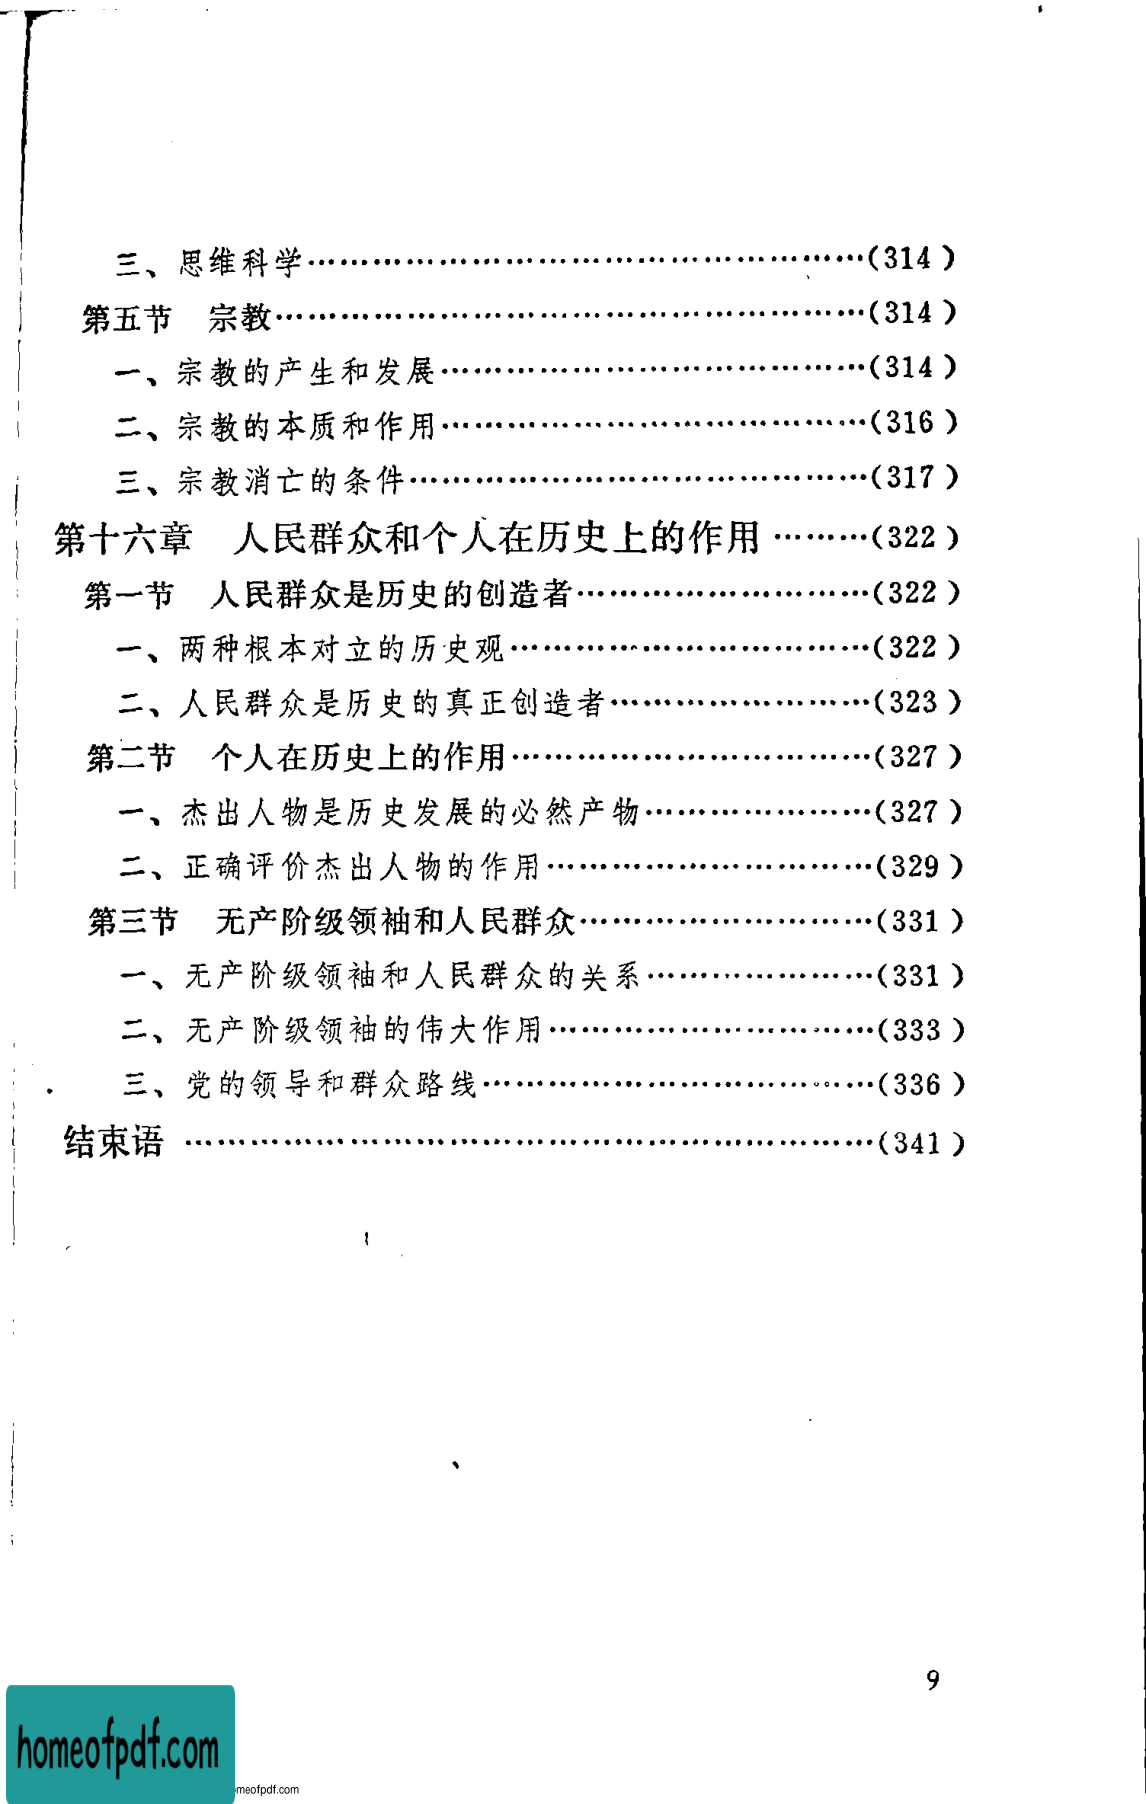 三、思维科学……………………………………………(314)
第五节　宗教………………………………………………(314)
一、宗教的产生和发展…………………………………(314)
二、宗教的本质和作用…………………………………(316)
三、宗教消亡的条件……………………………………(317)
第十六章　人民群众和个人在历史上的作用………(322)
第一节　人民群众是历史的创造者………………………(322)
一、两种根本对立的历史观……………………………(322)
二、人民群众是历史的真正创造者……………………(323)
第二节　个人在历史上的作用……………………………(327)
一、杰出人物是历史发展的必然产物…………………(327)
二、正确评价杰出人物的作用…………………………(329)
第三节　无产阶级领袖和人民群众………………………(331)
一、无产阶级领袖和人民群众的关系…………………(331)
二、无产阶级领袖的伟大作用…………………………(333)
三、党的领导和群众路线………………………………(336)
结束语………………………………………………………(341)
9
homeofpdf.com
meofpdf.com